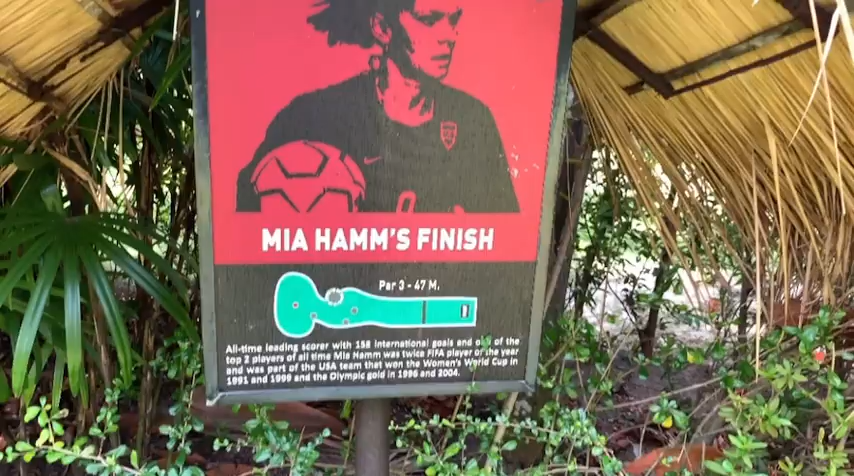 MIA HAMM'S FINISH
Par 3 - 47 M.
All-time leading scorer with 158 international goals and one of the
top 2 players of all time Mia Hamm was twice FIFA player of the year
and was part of the USA team that won the Women's World Cup in
1991 and 1999 and the Olympic gold in 1996 and 2004.